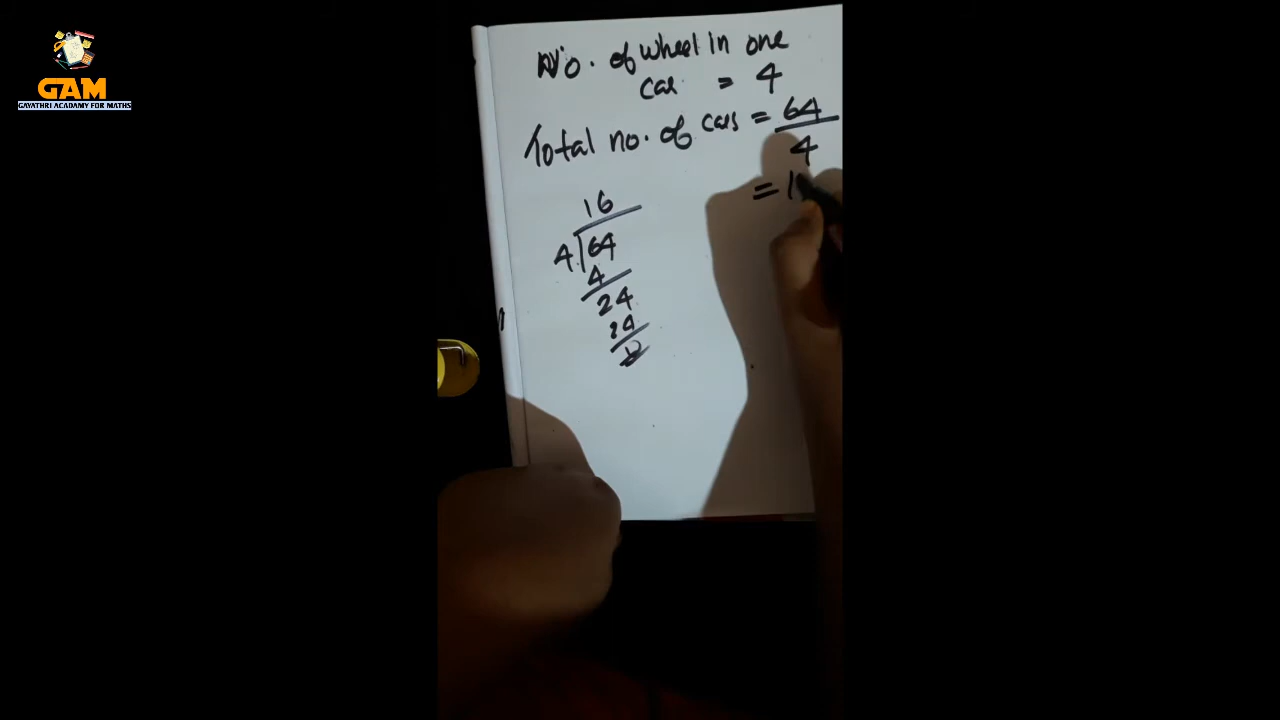 GAM
GAYATHRI ACADAMY FOR MATHS
No. of wheel in one
car = 4
Total no. of cars = 64
4
= 1
16
4 64
4
24
24
0